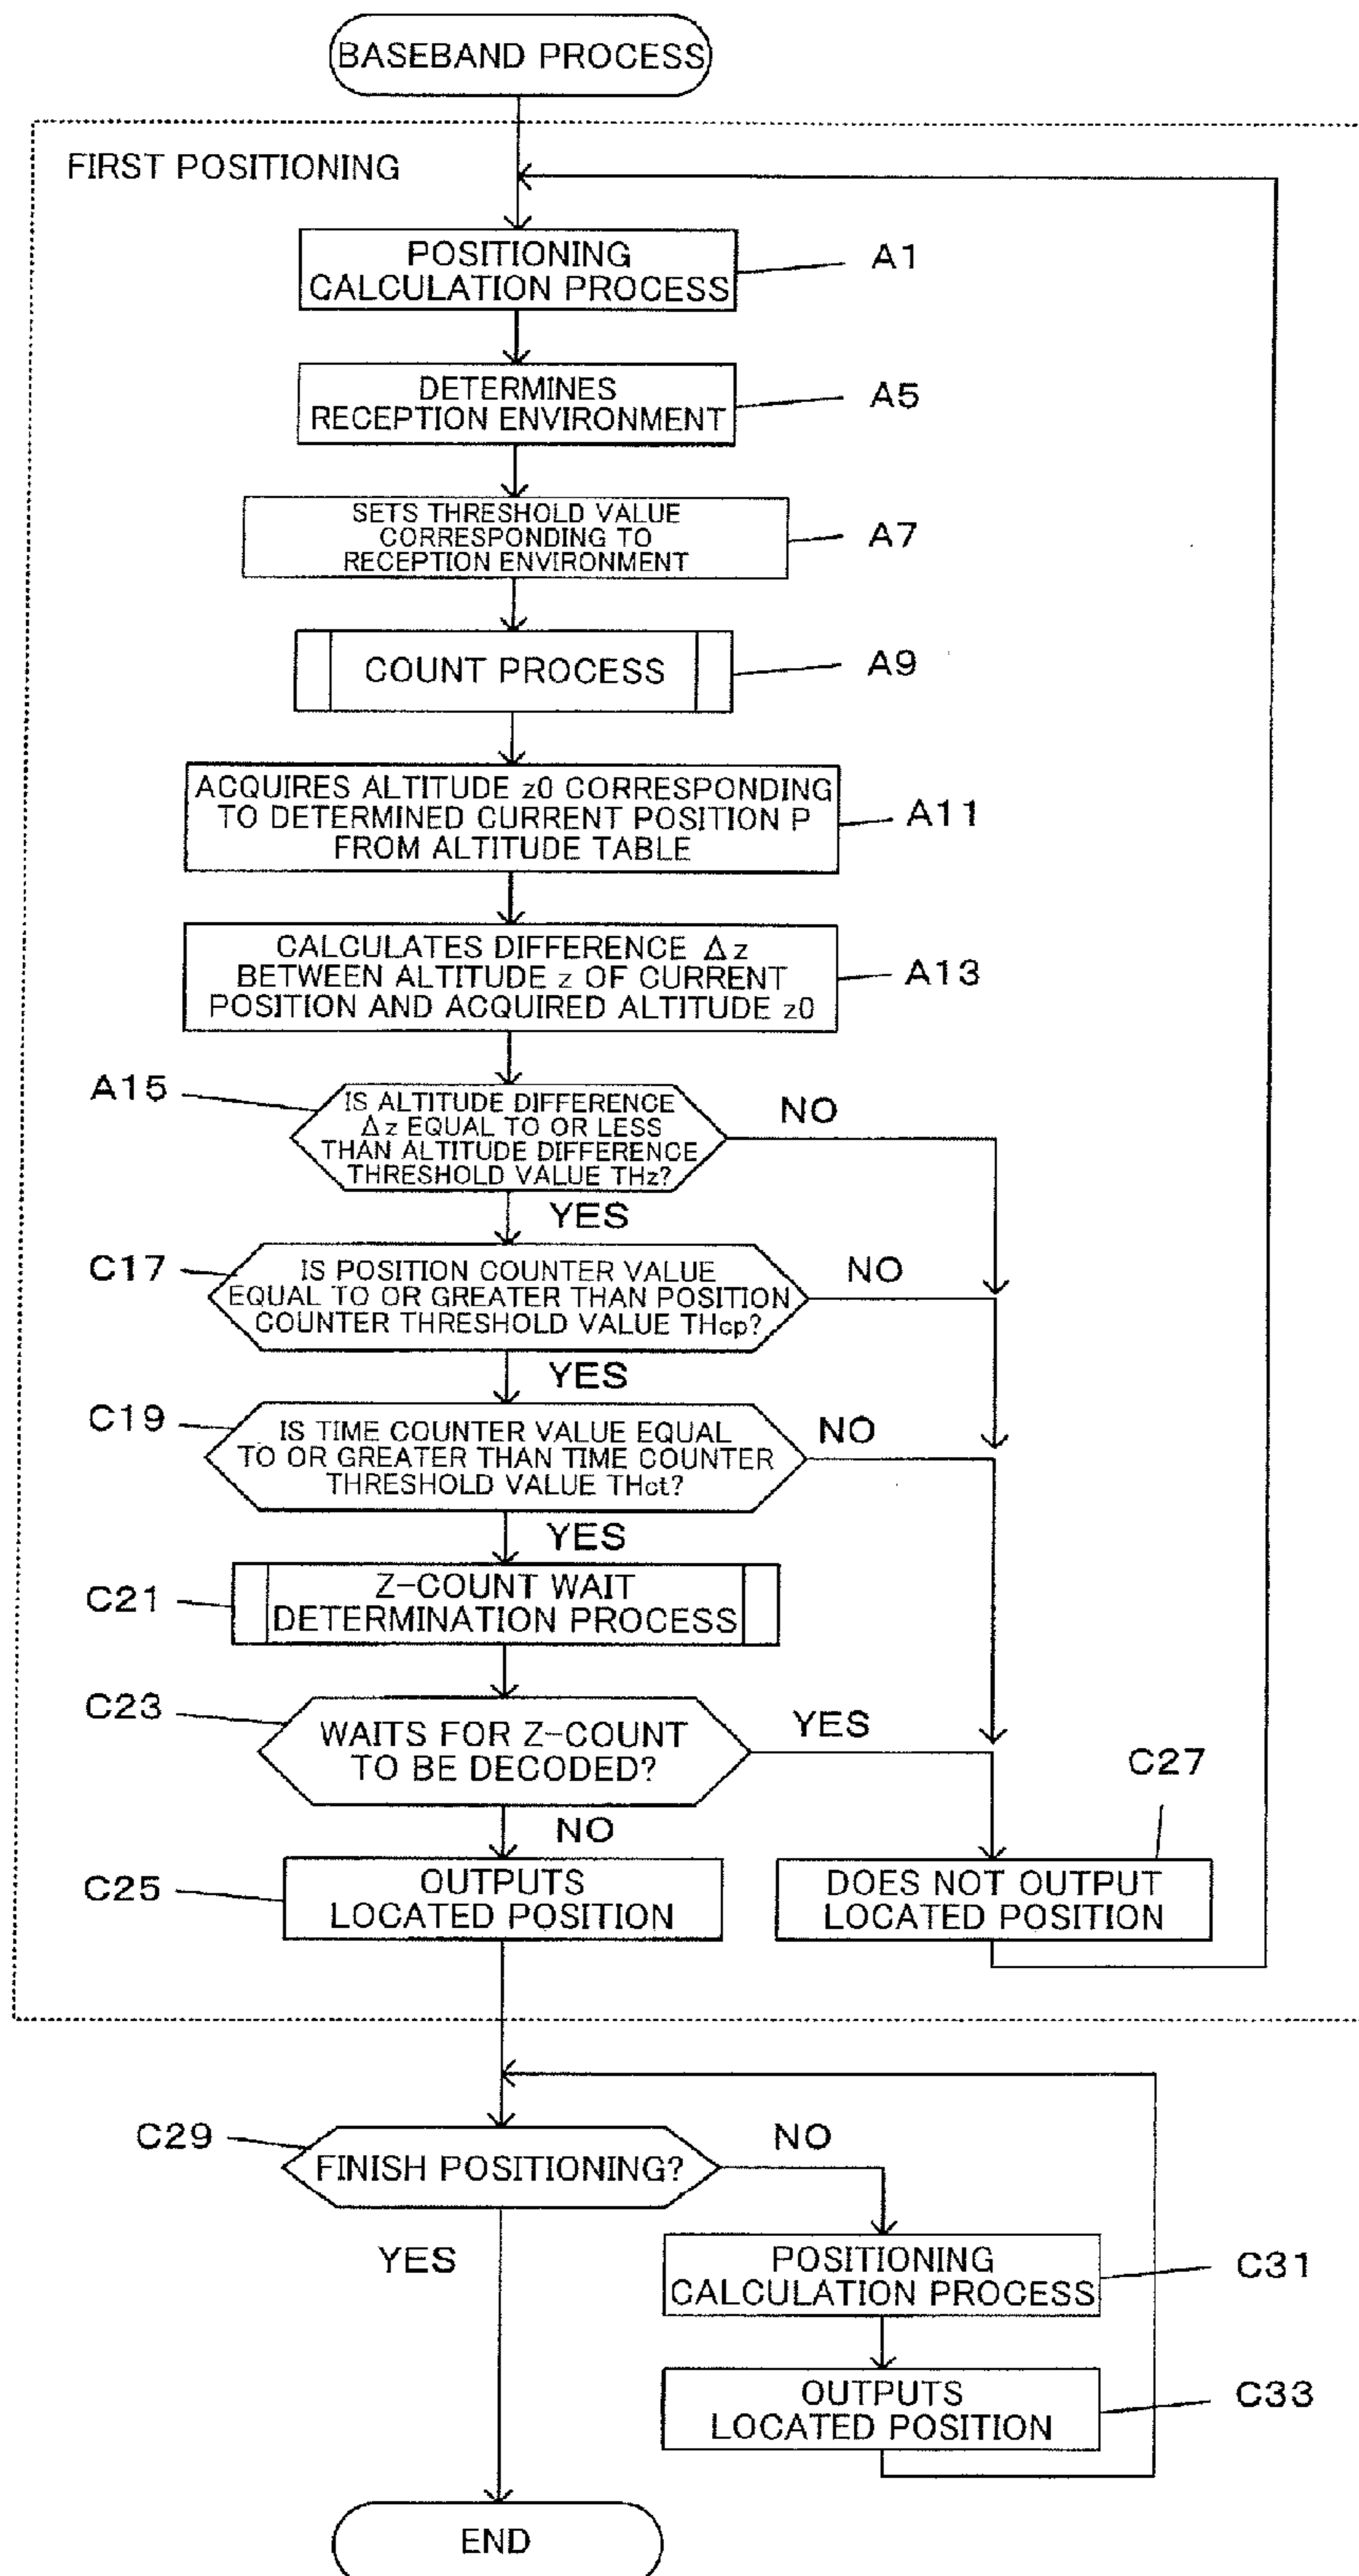 BASEBAND PROCESS
FIRST POSITIONING
POSITIONING
CALCULATION PROCESS
A1
DETERMINES
RECEPTION ENVIRONMENT
A5
SETS THRESHOLD VALUE
CORRESPONDING TO
RECEPTION ENVIRONMENT
A7
COUNT PROCESS
A9
ACQUIRES ALTITUDE z0 CORRESPONDING
TO DETERMINED CURRENT POSITION P
FROM ALTITUDE TABLE
A11
CALCULATES DIFFERENCE Δz
BETWEEN ALTITUDE z OF CURRENT
POSITION AND ACQUIRED ALTITUDE z0
A13
A15
IS ALTITUDE DIFFERENCE
Δz EQUAL TO OR LESS
THAN ALTITUDE DIFFERENCE
THRESHOLD VALUE THz?
NO
YES
C17
IS POSITION COUNTER VALUE
EQUAL TO OR GREATER THAN POSITION
COUNTER THRESHOLD VALUE THcp?
NO
YES
C19
IS TIME COUNTER VALUE EQUAL
TO OR GREATER THAN TIME COUNTER
THRESHOLD VALUE THct?
NO
YES
C21
Z-COUNT WAIT
DETERMINATION PROCESS
C23
WAITS FOR Z-COUNT
TO BE DECODED?
YES
NO
C27
C25
OUTPUTS
LOCATED POSITION
DOES NOT OUTPUT
LOCATED POSITION
C29
FINISH POSITIONING?
NO
YES
POSITIONING
CALCULATION PROCESS
C31
OUTPUTS
LOCATED POSITION
C33
END